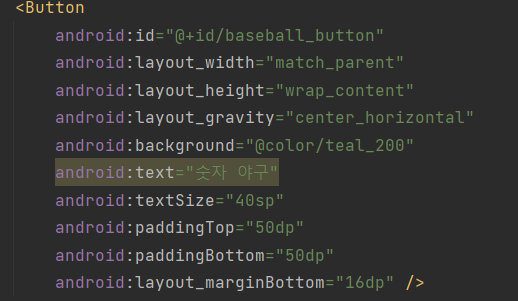 <Button
android:id="@+id/baseball_button"
android:layout_width="match_parent"
android:layout_height="wrap_content"
android:layout_gravity="center_horizontal"
android:background="@color/teal_200"
android:text="숫자 야구"
android:textSize="40sp"
android:paddingTop="50dp"
android:paddingBottom="50dp"
android:layout_marginBottom="16dp" />